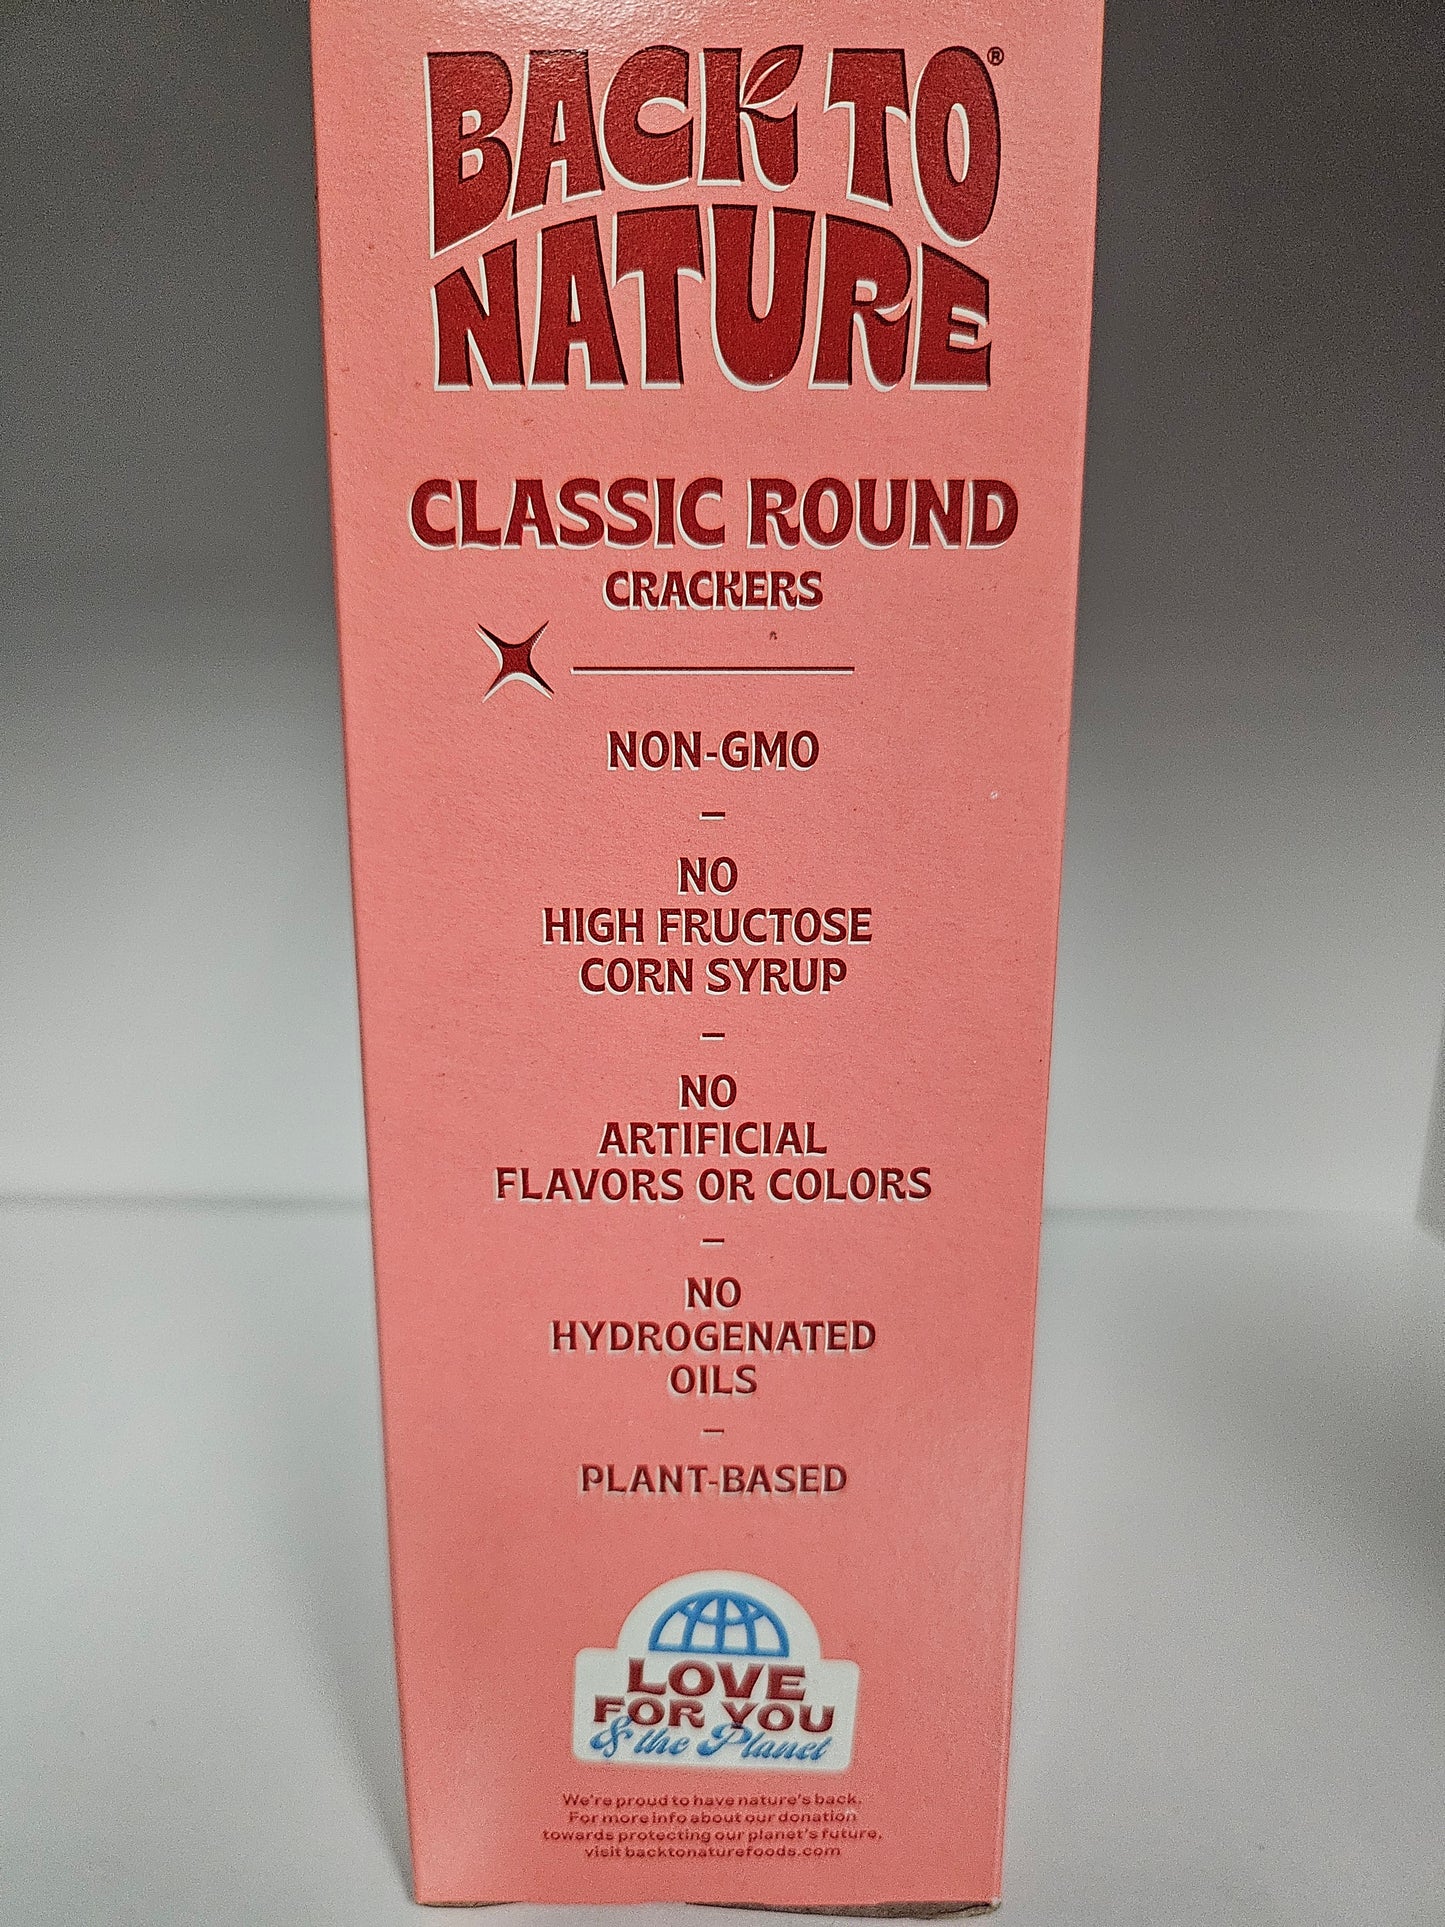 BACK TO®
NATURE
CLASSIC ROUND
CRACKERS
NON-GMO
–
NO
HIGH FRUCTOSE
CORN SYRUP
–
NO
ARTIFICIAL
FLAVORS OR COLORS
–
NO
HYDROGENATED
OILS
–
PLANT-BASED
LOVE
FOR YOU
& the Planet
We're proud to have nature's back.
For more info about our donation
towards protecting our planet's future,
visit backtonaturefoods.com